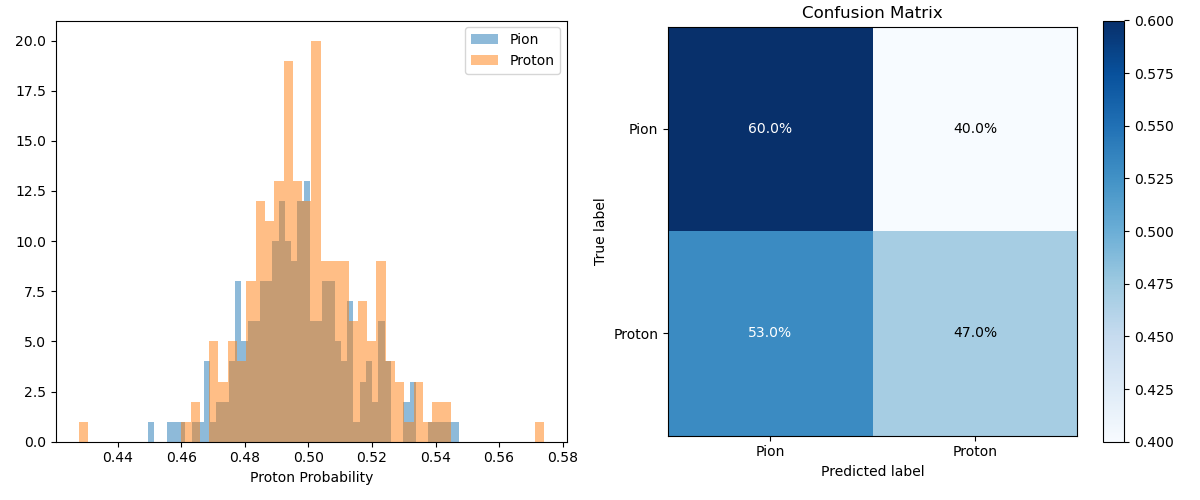 20.0
17.5
15.0
12.5
10.0
7.5
5.0
2.5
0.0
0.44 0.46 0.48 0.50 0.52 0.54 0.56 0.58
Proton Probability
Pion
Proton
Confusion Matrix
True label
Pion
Proton
60.0% 40.0%
53.0% 47.0%
Pion Proton
Predicted label
0.600
0.575
0.550
0.525
0.500
0.475
0.450
0.425
0.400